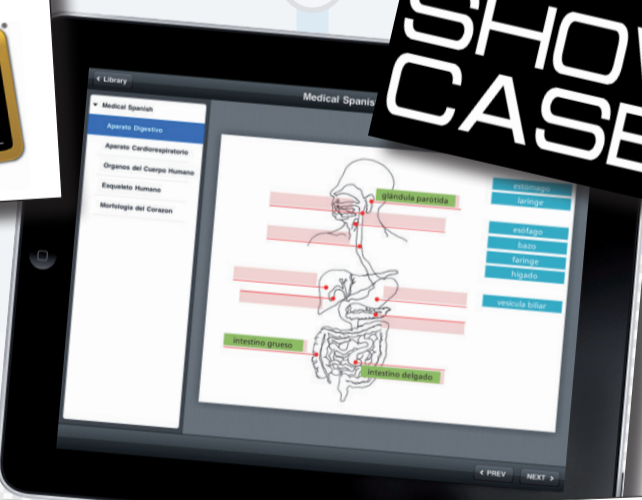 SHOW
CASE
Library
Medical Spanish
Medical Spanish
Aparato Digestivo
Aparato Cardiorespiratorio
Organos del Cuerpo Humano
Esqueleto Humano
Morfologia del Corazon
glándula parótida
estómago
laringe
esófago
bazo
faringe
hígado
vesícula biliar
intestino grueso
intestino delgado
PREV
NEXT